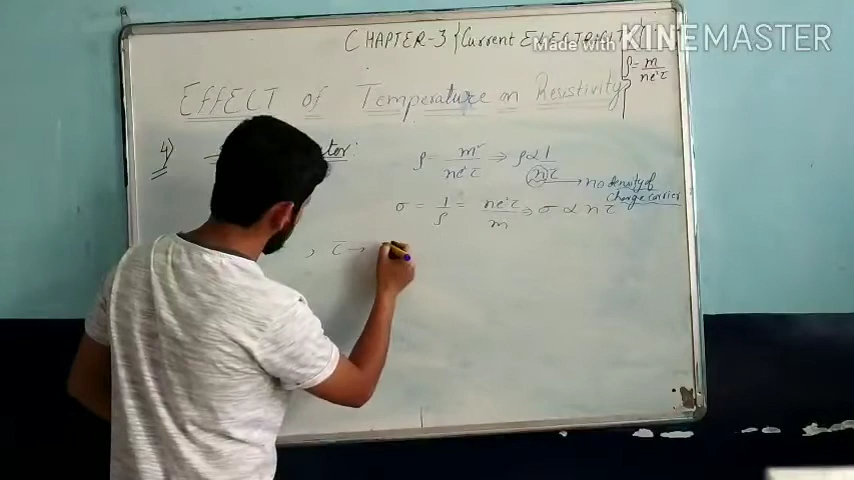 CHAPTER-3 {Current
Made with KINEMASTER
ρ = m / ne²τ
EFFECT of Temperature on Resistivity
4)
tor:
ρ = m / ne²τ ⇒ ρ ∝ 1 / nτ
no density of
charge carrier
σ = 1 / ρ = ne²τ / m ⇒ σ ∝ nτ
, τ →